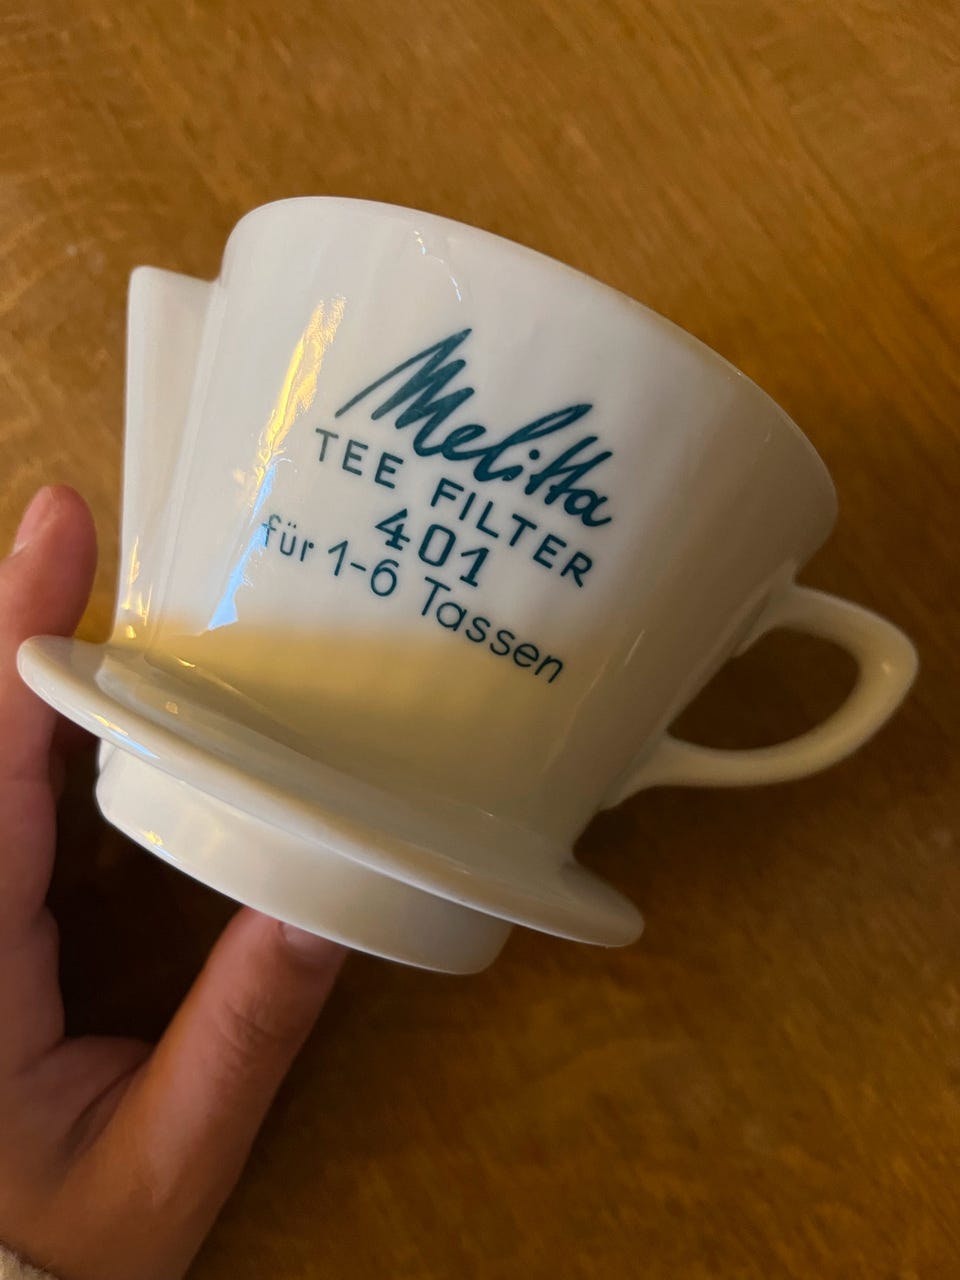 Melitta
TEE FILTER
401
für 1-6 Tassen